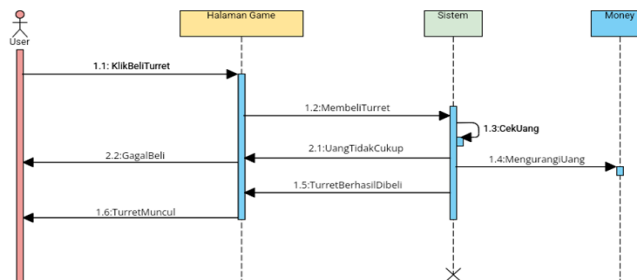 Halaman Game
Sistem
Money
User
1.1: KlikBeliTurret
1.2:MembeliTurret
1.3:CekUang
2.1:UangTidakCukup
2.2:GagalBeli
1.4:MengurangiUang
1.5:TurretBerhasilDibeli
1.6:TurretMuncul